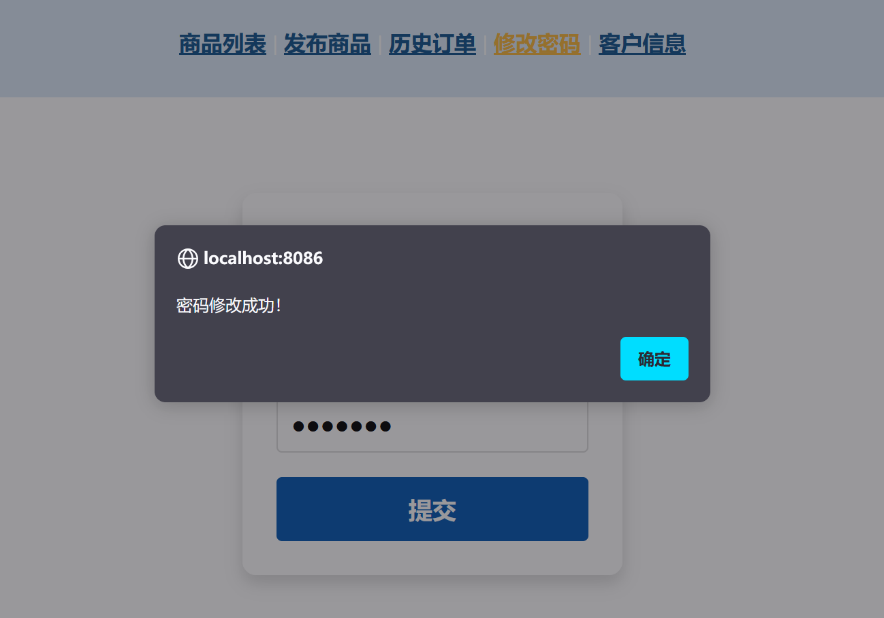 商品列表 | 发布商品 | 历史订单 | 修改密码 | 客户信息
localhost:8086
密码修改成功!
确定
●●●●●●●
提交